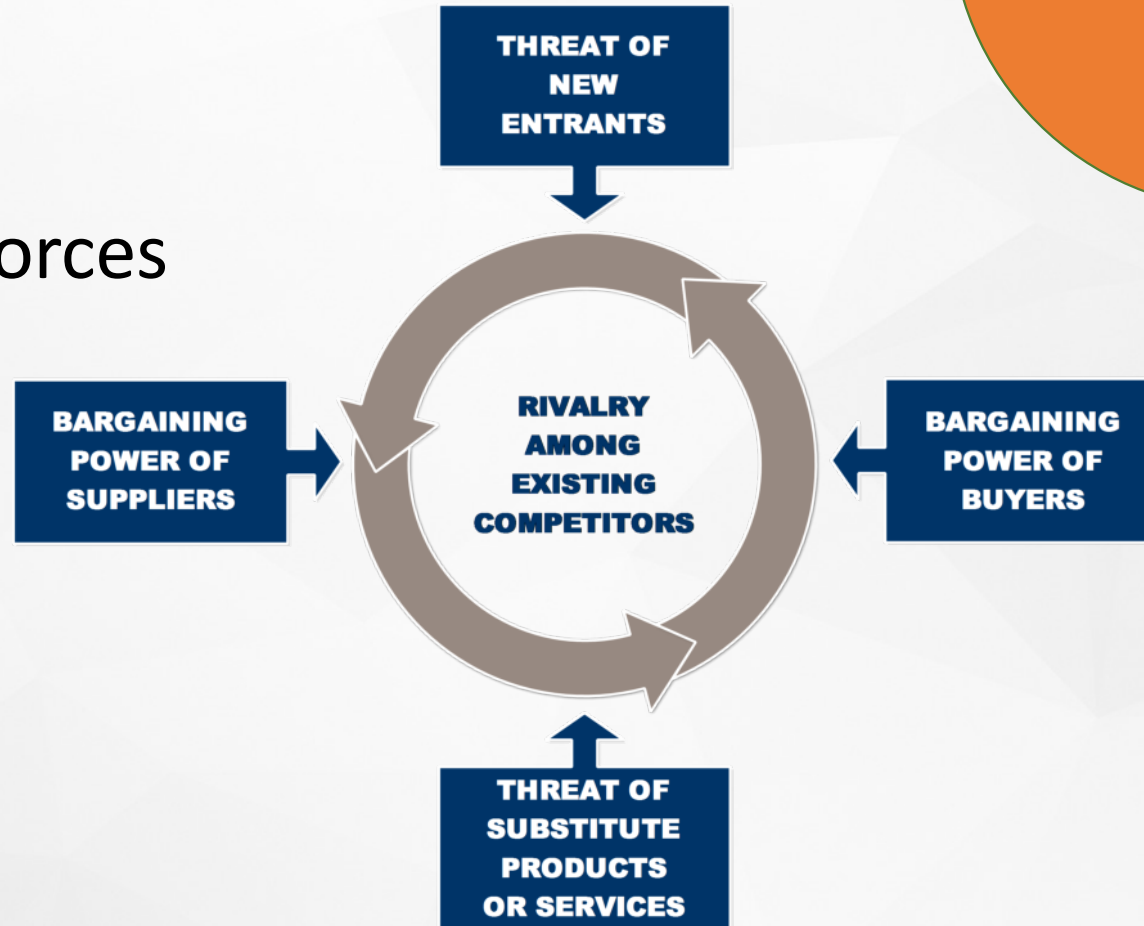 THREAT OF
NEW
ENTRANTS
orces
BARGAINING
POWER OF
SUPPLIERS
RIVALRY
AMONG
EXISTING
COMPETITORS
BARGAINING
POWER OF
BUYERS
THREAT OF
SUBSTITUTE
PRODUCTS
OR SERVICES